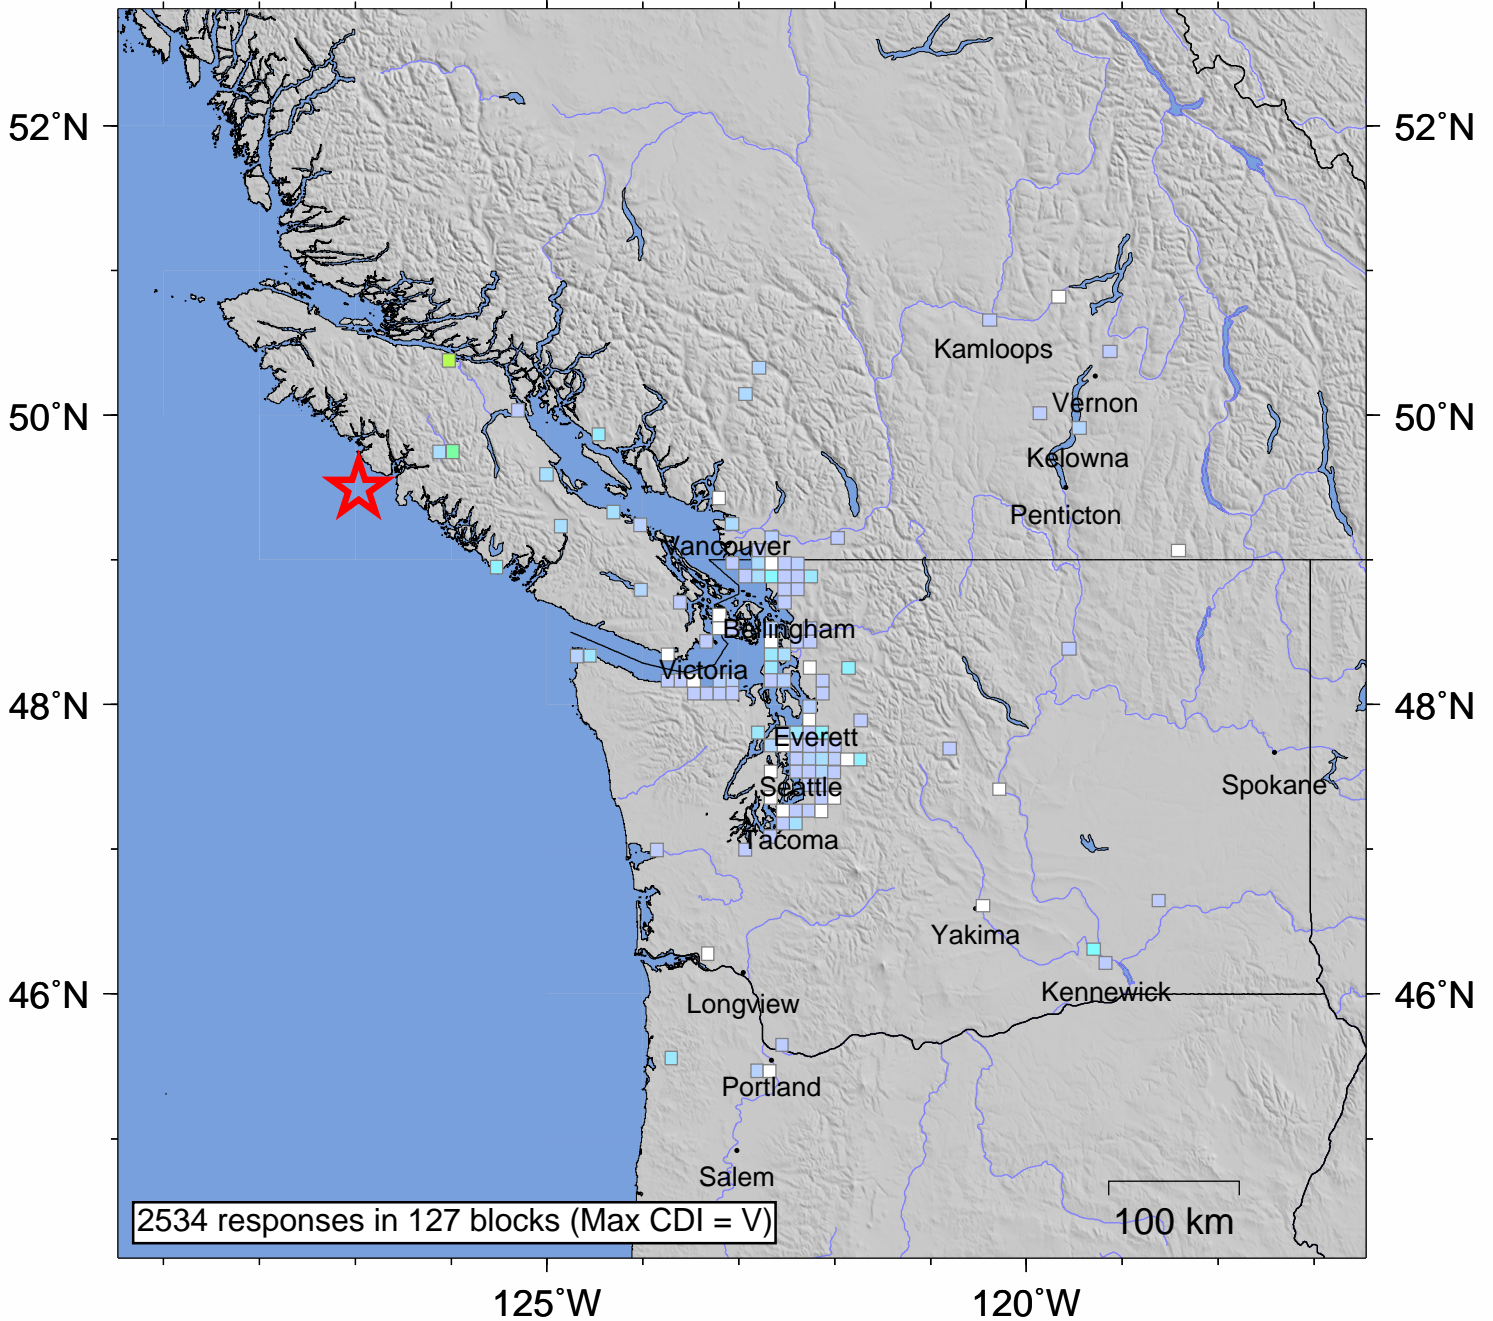 52°N 52°N
Kamloops
50°N 50°N
Vernon
Kelowna
Penticton
Vancouver
Bellingham
Victoria
48°N 48°N
Everett
Seattle
Spokane
Tacoma
Yakima
46°N 46°N
Kennewick
Longview
Portland
Salem
2534 responses in 127 blocks (Max CDI = V)
100 km
125°W 120°W